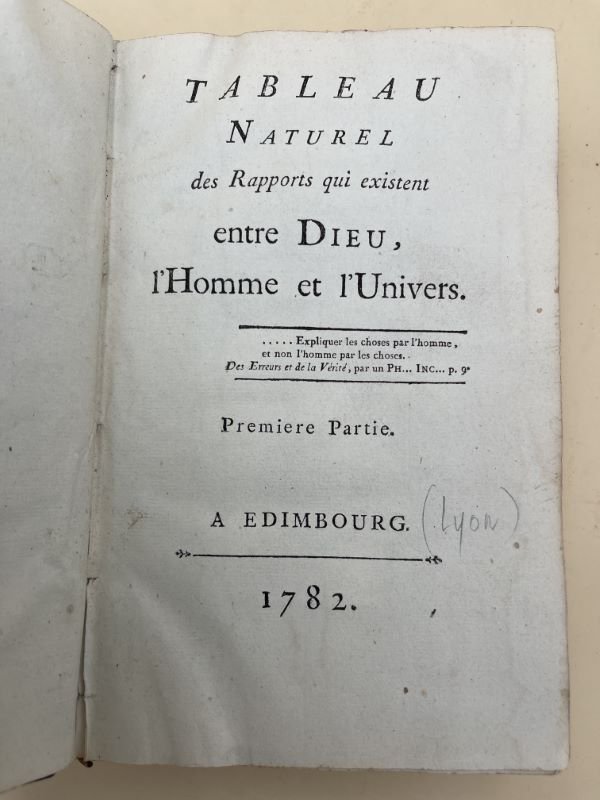 TABLEAU
NATUREL
des Rapports qui existent
entre DIEU,
l'Homme et l'Univers.
..... Expliquer les choses par l'homme,
et non l'homme par les choses.
Des Erreurs et de la Vérité, par un PH... INC... p. 9.
Premiere Partie.
A EDIMBOURG. (Lyon)
1782.